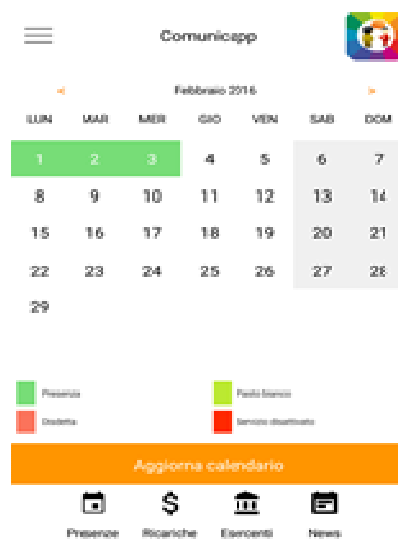 Comunicapp
< Febbraio 2016 >
LUN MAR MER GIO VEN SAB DOM
1 2 3 4 5 6 7
8 9 10 11 12 13 14
15 16 17 18 19 20 21
22 23 24 25 26 27 28
29
Presenza Pasto bianco
Disdetta Servizio disattivato
Aggiorna calendario
Presenze Ricariche Esercenti News